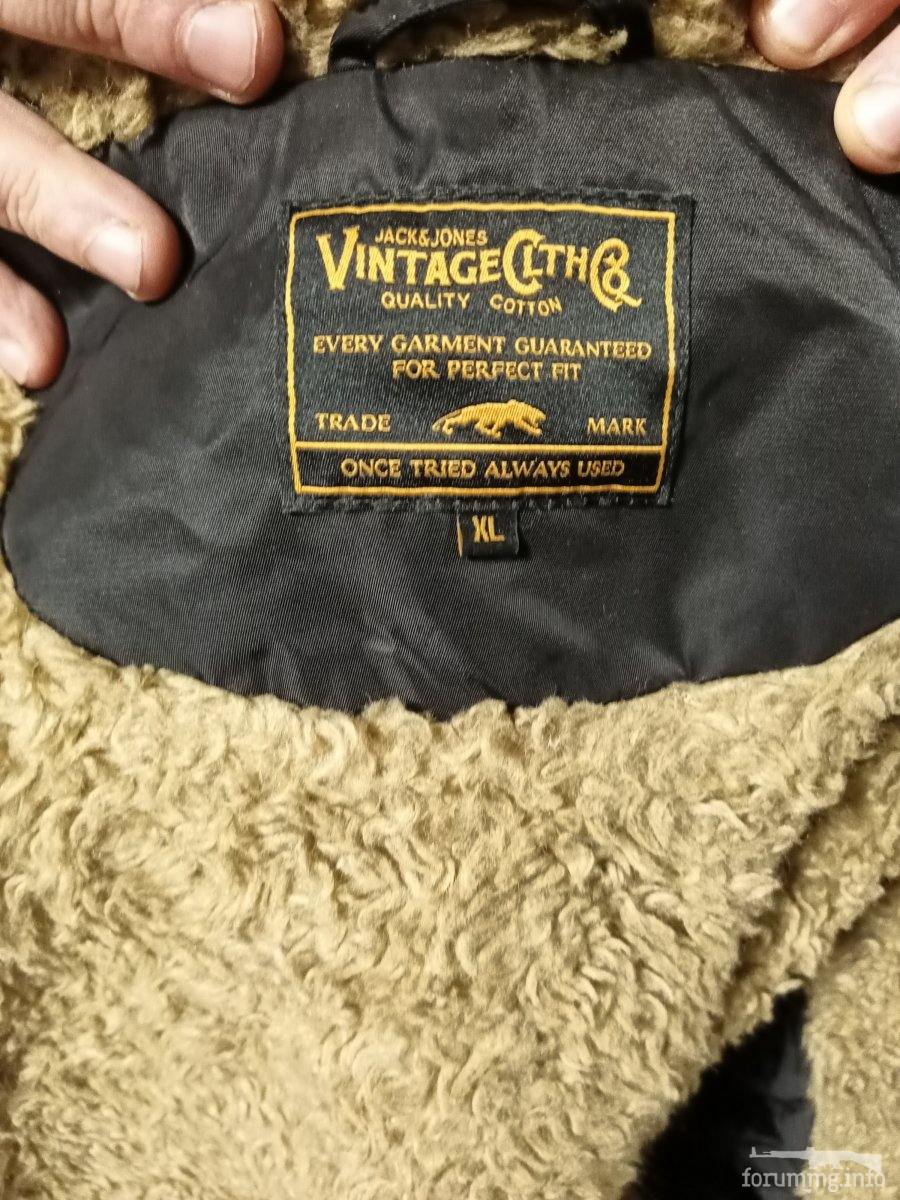 JACK&JONES
VINTAGE CLTH CO
QUALITY COTTON
EVERY GARMENT GUARANTEED
FOR PERFECT FIT
TRADE MARK
ONCE TRIED ALWAYS USED
XL
forummg.info